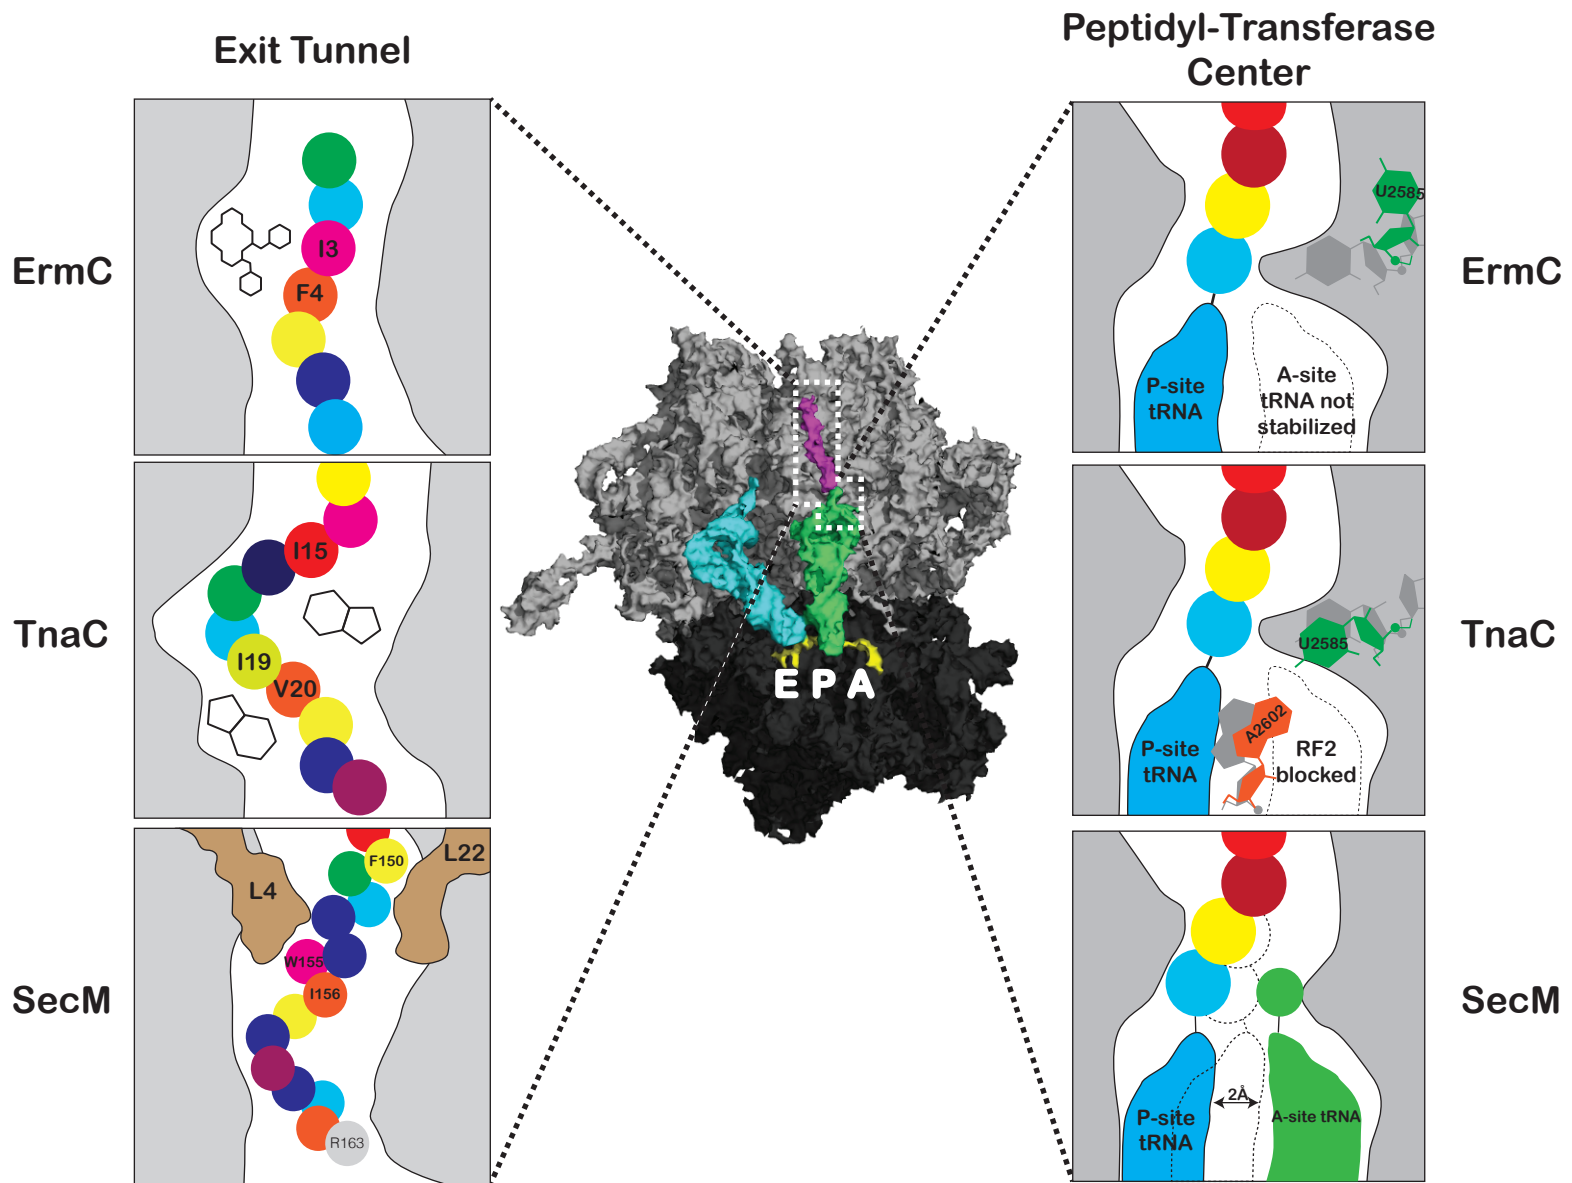 Exit Tunnel
Peptidyl-Transferase
Center
ErmC
I3
F4
U2585
P-site
tRNA
A-site
tRNA not
stabilized
ErmC
TnaC
I15
I19
V20
E P A
U2585
A2602
P-site
tRNA
RF2
blocked
TnaC
SecM
L4
L22
F150
W155
I156
R163
2Å
P-site
tRNA
A-site tRNA
SecM